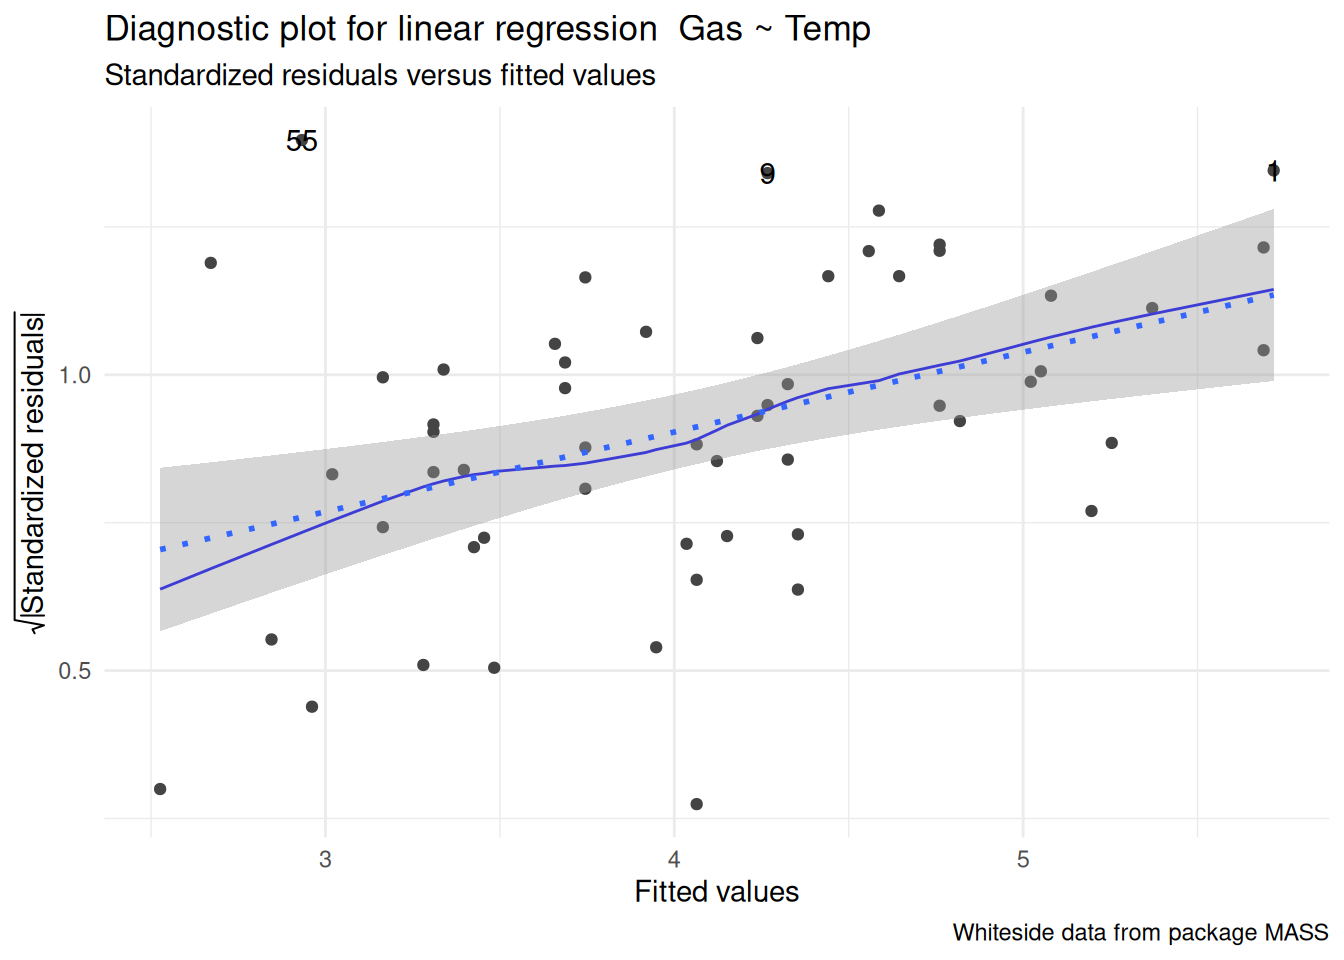 Diagnostic plot for linear regression  Gas ~ Temp
Standardized residuals versus fitted values
55
9
1
√|Standardized residuals|
1.0
0.5
3 4 5
Fitted values
Whiteside data from package MASS